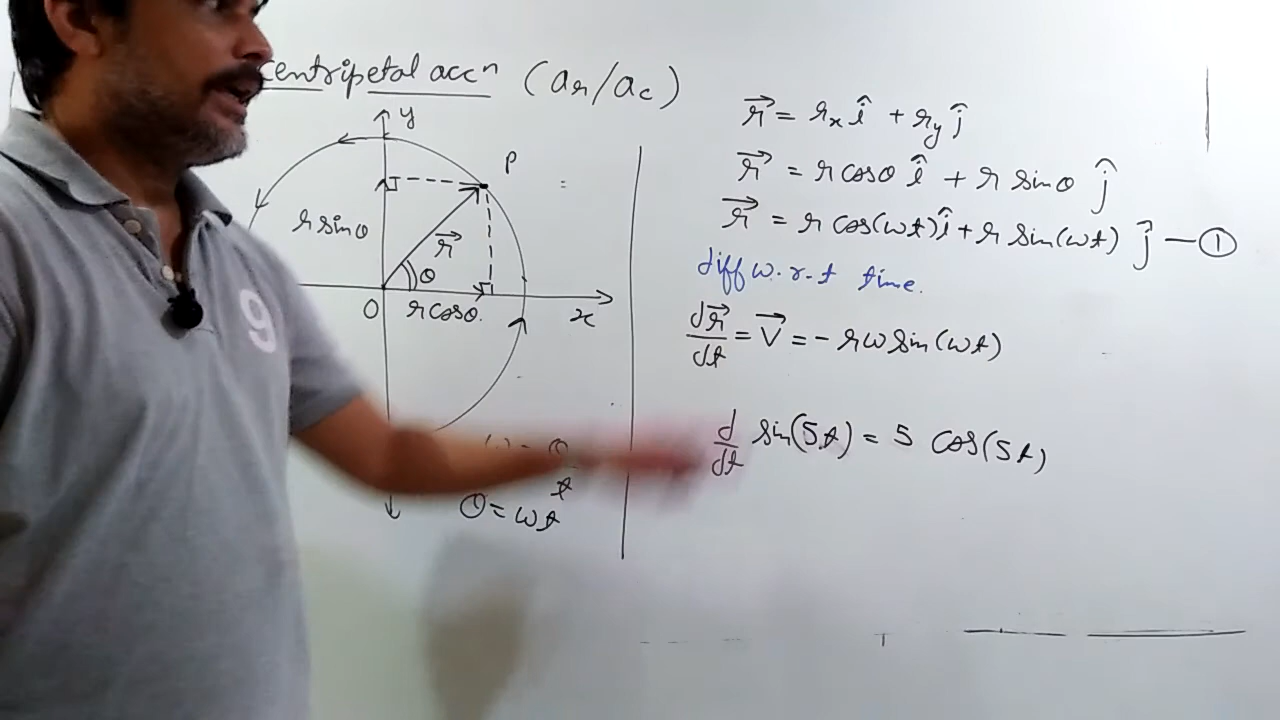 centripetal accⁿ (aᵣ/a꜀)
y
P
=
r sinθ
r⃗
θ
O
r cosθ.
x
ω = θ
t
θ = ωt
r⃗ = rₓ î + r_y ĵ
r⃗ = r cosθ î + r sinθ ĵ
r⃗ = r cos(ωt) î + r sin(ωt) ĵ — ①
diff w.r.t time.
dr⃗/dt = V⃗ = - rω sin(ωt)
d/dt sin(5t) = 5 cos(5t)
9